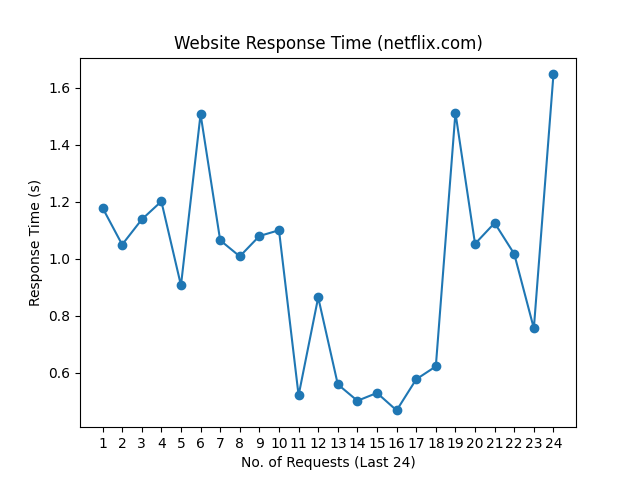 Website Response Time (netflix.com)
Response Time (s)
1.6
1.4
1.2
1.0
0.8
0.6
1 2 3 4 5 6 7 8 9 10 11 12 13 14 15 16 17 18 19 20 21 22 23 24
No. of Requests (Last 24)